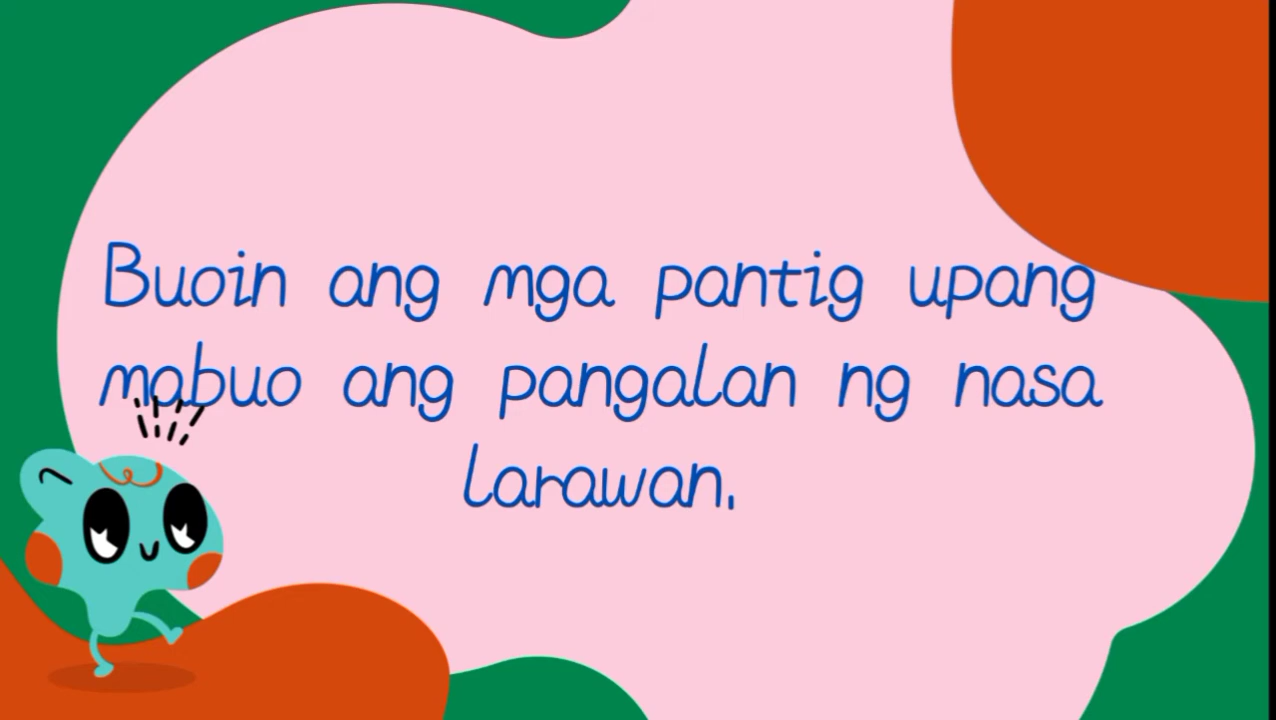 Buoin ang mga pantig upang
mabuo ang pangalan ng nasa
larawan.